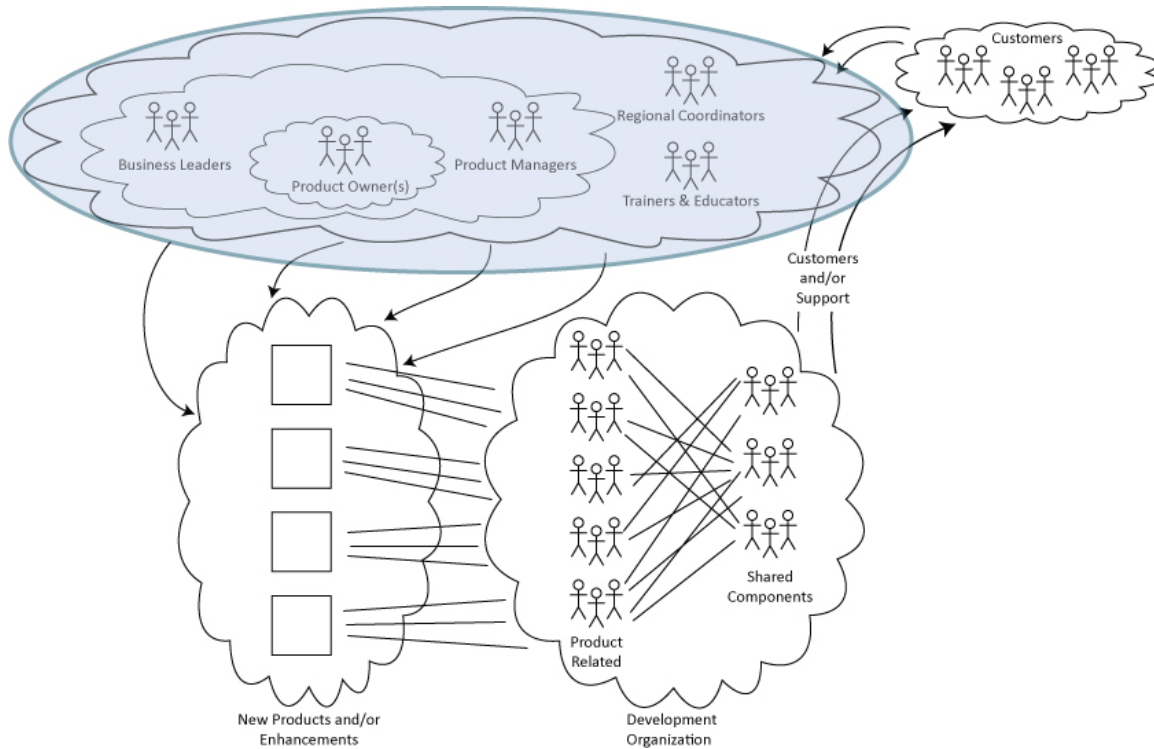 Customers
Regional Coordinators
Business Leaders
Product Managers
Product Owner(s)
Trainers & Educators
Customers
and/or
Support
Shared
Components
Product
Related
New Products and/or
Enhancements
Development
Organization